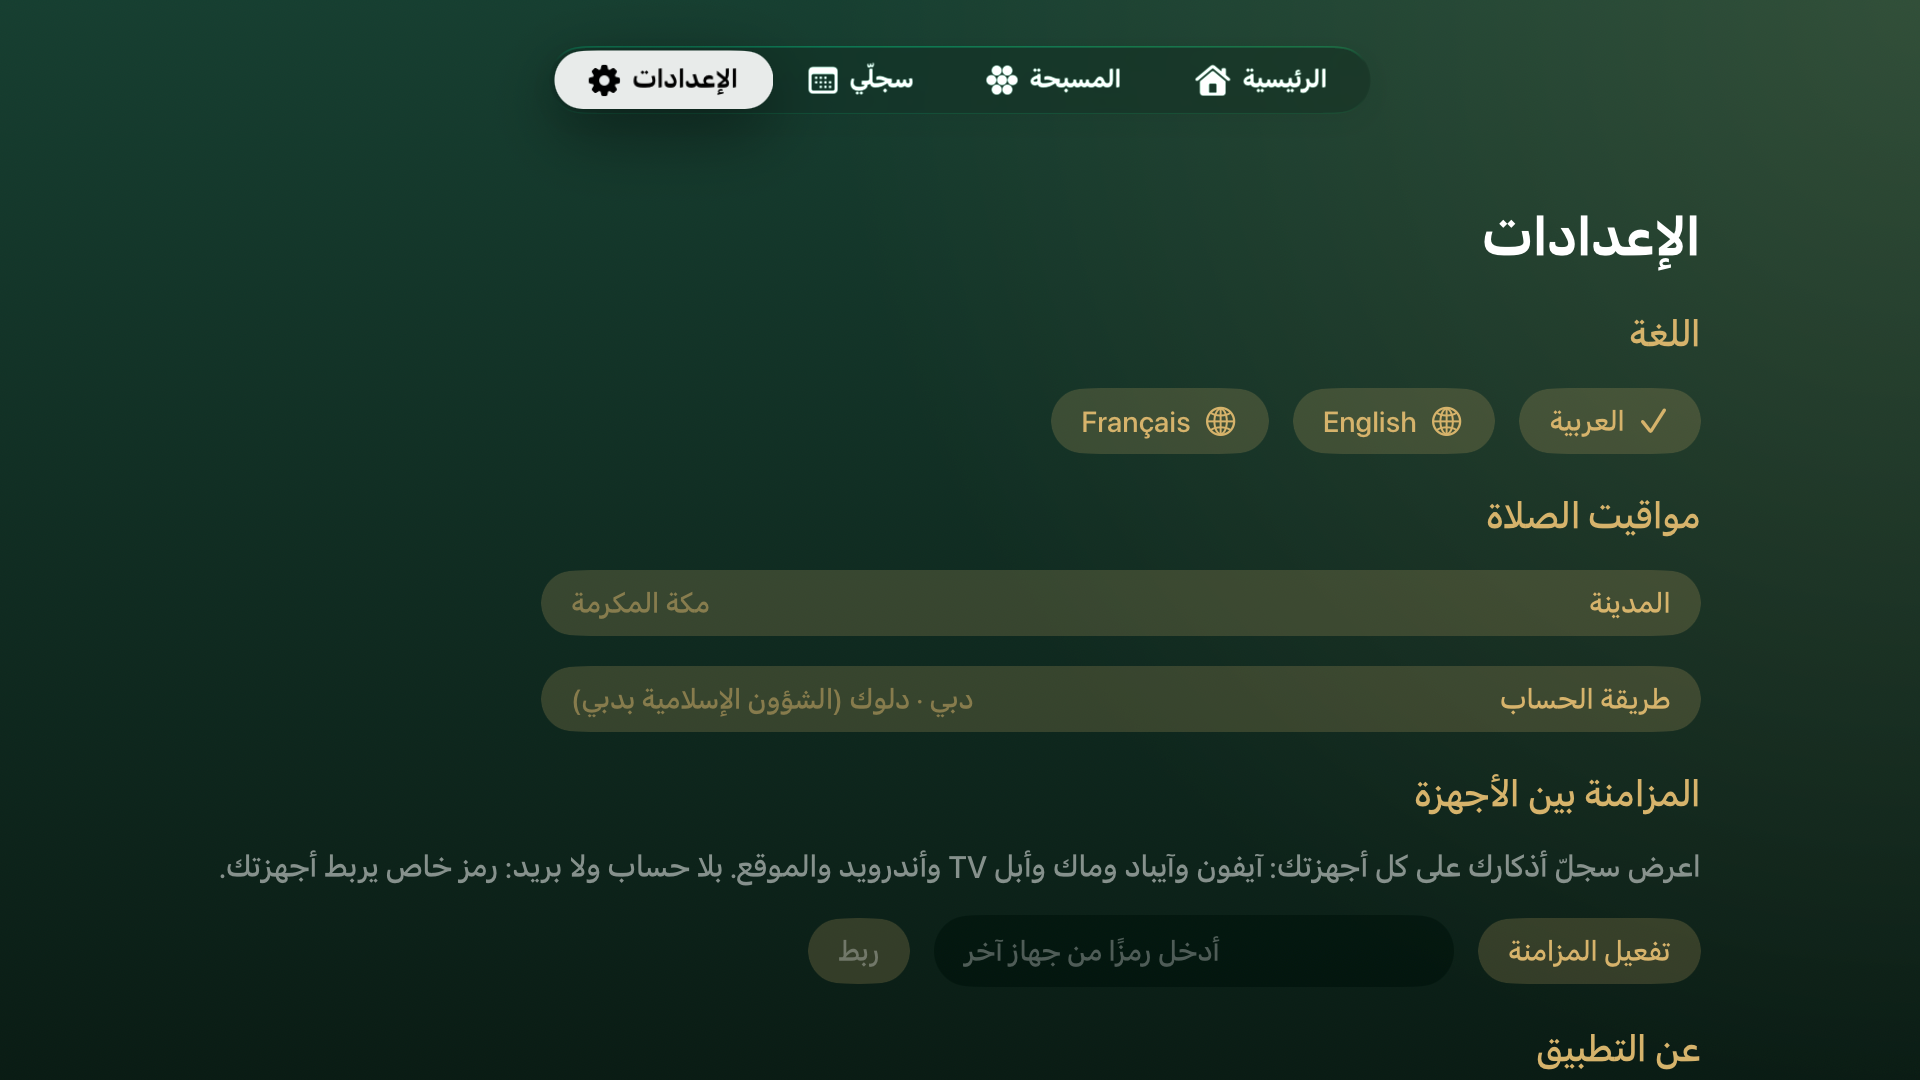 الرئيسية
المسبحة
سجلّي
الإعدادات
الإعدادات
اللغة
العربية
English
Français
مواقيت الصلاة
المدينة
مكة المكرمة
طريقة الحساب
دبي · دلوك (الشؤون الإسلامية بدبي)
المزامنة بين الأجهزة
اعرض سجلّ أذكارك على كل أجهزتك: آيفون وآيباد وماك وأبل TV وأندرويد والموقع. بلا حساب ولا بريد: رمز خاص يربط أجهزتك.
تفعيل المزامنة
أدخل رمزًا من جهاز آخر
ربط
عن التطبيق